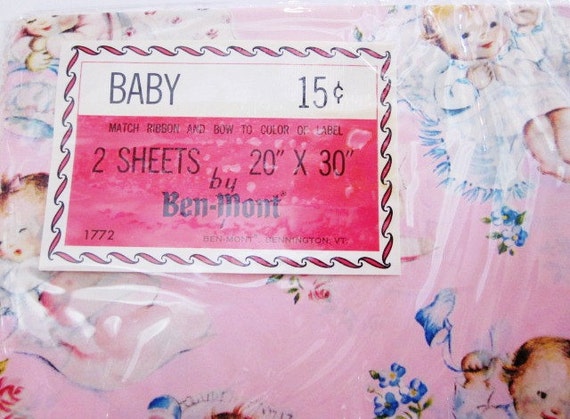 BABY 15¢
MATCH RIBBON AND BOW TO COLOR OF LABEL
2 SHEETS 20" X 30"
by
Ben-Mont®
1772 BEN-MONT, BENNINGTON, VT.